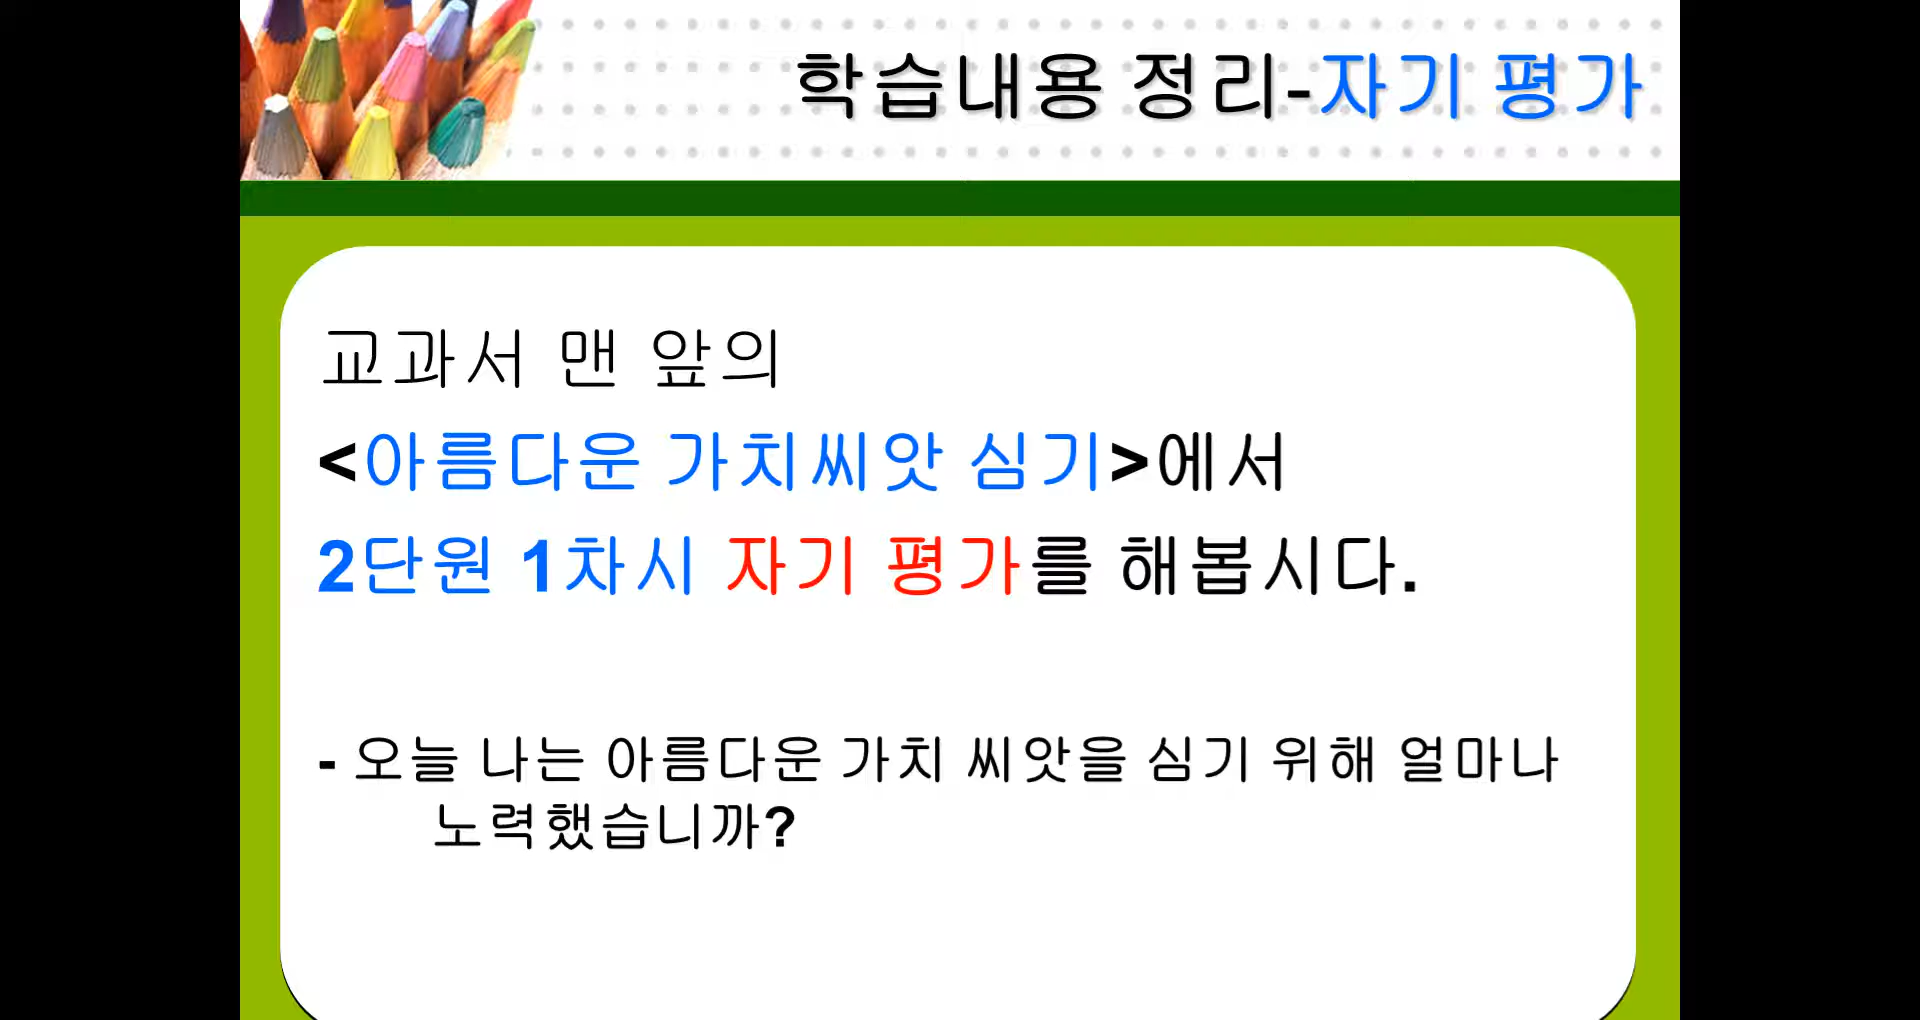 학습내용 정리-자기 평가
교과서 맨 앞의
<아름다운 가치씨앗 심기>에서
2단원 1차시 자기 평가를 해봅시다.
- 오늘 나는 아름다운 가치 씨앗을 심기 위해 얼마나
노력했습니까?